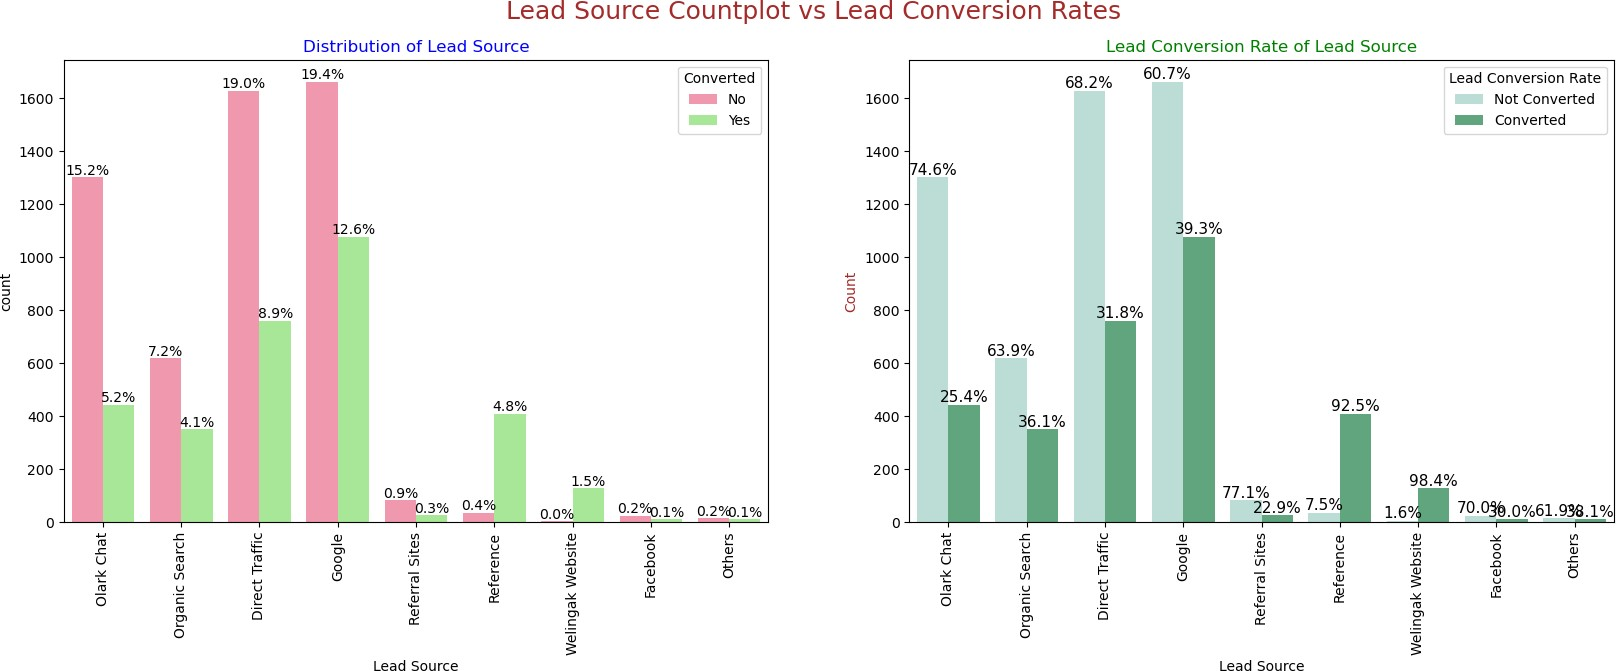 Lead Source Countplot vs Lead Conversion Rates
Distribution of Lead Source
Converted
No
Yes
count
1600
1400
1200
1000
800
600
400
200
0
15.2%
5.2%
7.2%
4.1%
19.0%
8.9%
19.4%
12.6%
0.9%
0.3%
0.4%
4.8%
0.0%
1.5%
0.2%
0.1%
0.2%
0.1%
Olark Chat
Organic Search
Direct Traffic
Google
Referral Sites
Reference
Welingak Website
Facebook
Others
Lead Source
Lead Conversion Rate of Lead Source
Lead Conversion Rate
Not Converted
Converted
Count
1600
1400
1200
1000
800
600
400
200
0
74.6%
25.4%
63.9%
36.1%
68.2%
31.8%
60.7%
39.3%
77.1%
22.9%
7.5%
92.5%
1.6%
98.4%
70.0%
30.0%
61.9%
38.1%
Olark Chat
Organic Search
Direct Traffic
Google
Referral Sites
Reference
Welingak Website
Facebook
Others
Lead Source